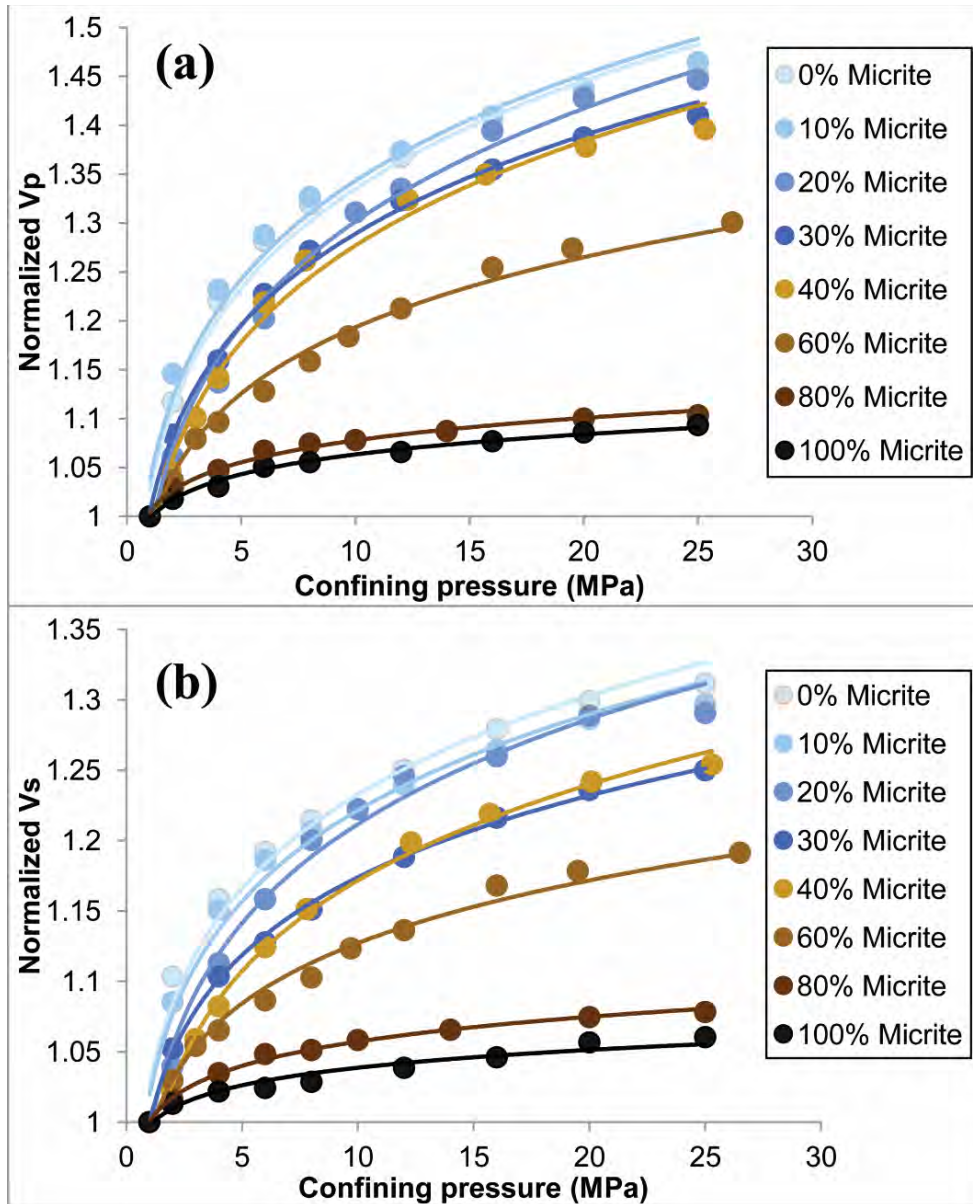 (a)
1.5
1.45
1.4
1.35
1.3
1.25
1.2
1.15
1.1
1.05
1
Normalized Vp
0 5 10 15 20 25 30
Confining pressure (MPa)
0% Micrite
10% Micrite
20% Micrite
30% Micrite
40% Micrite
60% Micrite
80% Micrite
100% Micrite
(b)
1.35
1.3
1.25
1.2
1.15
1.1
1.05
1
Normalized Vs
0 5 10 15 20 25 30
Confining pressure (MPa)
0% Micrite
10% Micrite
20% Micrite
30% Micrite
40% Micrite
60% Micrite
80% Micrite
100% Micrite